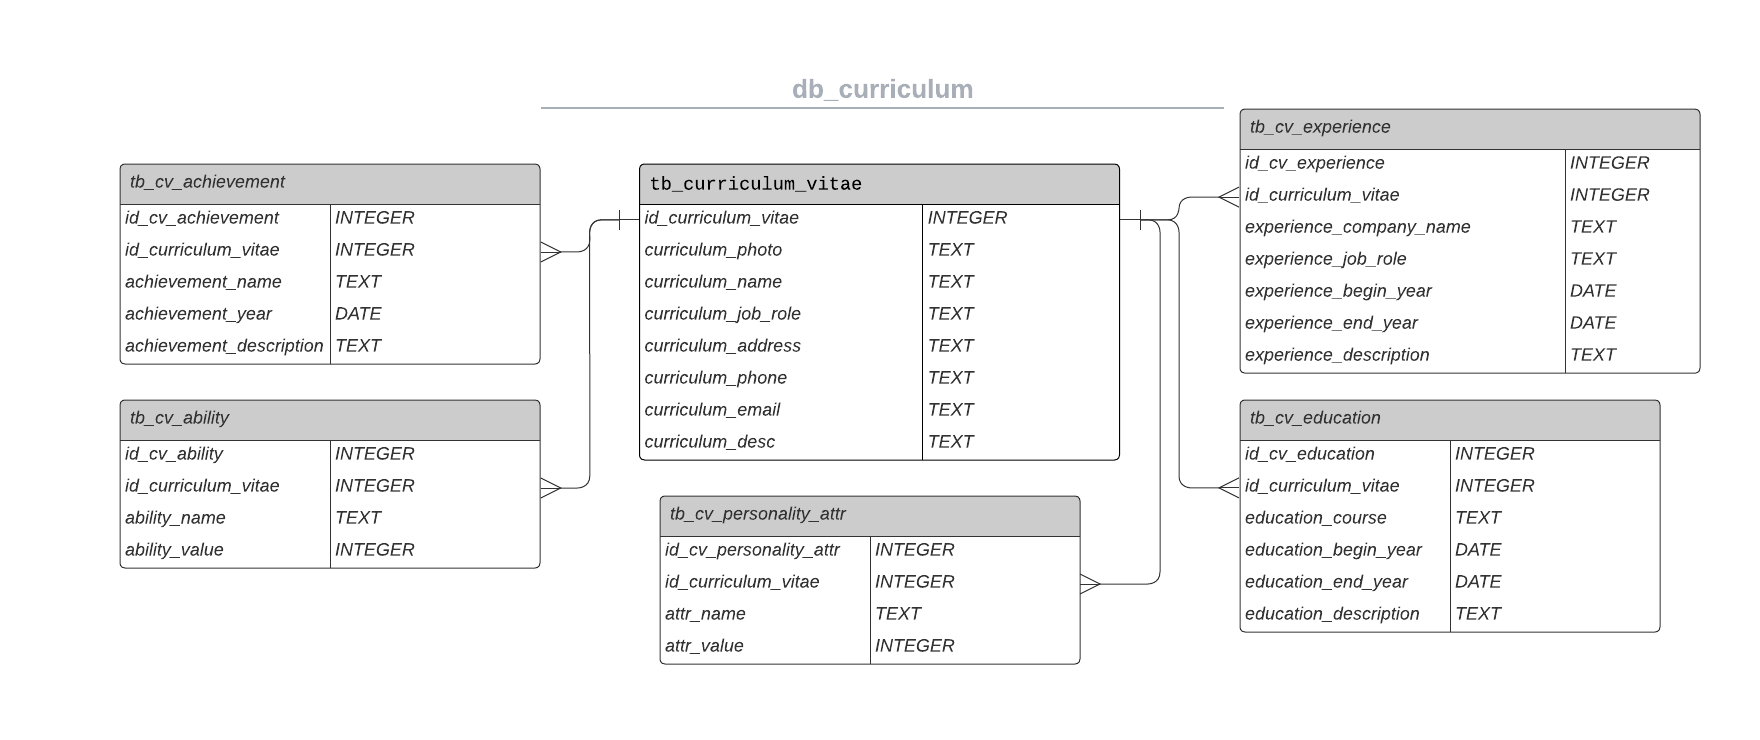 db_curriculum
tb_cv_achievement
id_cv_achievement INTEGER
id_curriculum_vitae INTEGER
achievement_name TEXT
achievement_year DATE
achievement_description TEXT
tb_cv_ability
id_cv_ability INTEGER
id_curriculum_vitae INTEGER
ability_name TEXT
ability_value INTEGER
tb_curriculum_vitae
id_curriculum_vitae INTEGER
curriculum_photo TEXT
curriculum_name TEXT
curriculum_job_role TEXT
curriculum_address TEXT
curriculum_phone TEXT
curriculum_email TEXT
curriculum_desc TEXT
tb_cv_personality_attr
id_cv_personality_attr INTEGER
id_curriculum_vitae INTEGER
attr_name TEXT
attr_value INTEGER
tb_cv_experience
id_cv_experience INTEGER
id_curriculum_vitae INTEGER
experience_company_name TEXT
experience_job_role TEXT
experience_begin_year DATE
experience_end_year DATE
experience_description TEXT
tb_cv_education
id_cv_education INTEGER
id_curriculum_vitae INTEGER
education_course TEXT
education_begin_year DATE
education_end_year DATE
education_description TEXT